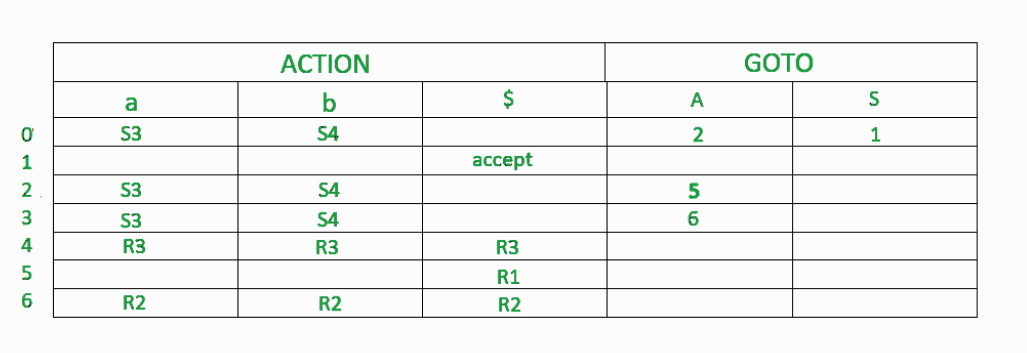 ACTION GOTO
a b $ A S
0 S3 S4 2 1
1 accept
2 S3 S4 5
3 S3 S4 6
4 R3 R3 R3
5 R1
6 R2 R2 R2